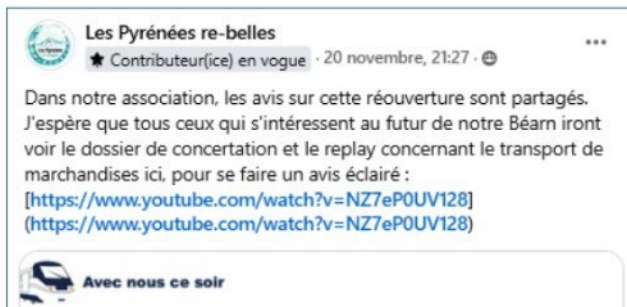 Les Pyrénées re-belles
Contributeur(ice) en vogue · 20 novembre, 21:27 ·
Dans notre association, les avis sur cette réouverture sont partagés.
J'espère que tous ceux qui s'intéressent au futur de notre Béarn iront
voir le dossier de concertation et le replay concernant le transport de
marchandises ici, pour se faire un avis éclairé :
[https://www.youtube.com/watch?v=NZ7eP0UV128]
(https://www.youtube.com/watch?v=NZ7eP0UV128)
Avec nous ce soir